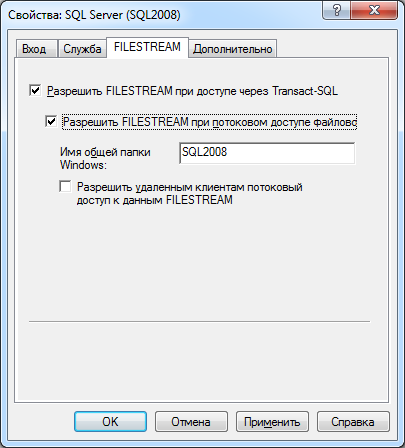 Свойства: SQL Server (SQL2008)
?
Вход Служба FILESTREAM Дополнительно
Разрешить FILESTREAM при доступе через Transact-SQL
Разрешить FILESTREAM при потоковом доступе файлово
Имя общей папки
Windows:
SQL2008
Разрешить удаленным клиентам потоковый
доступ к данным FILESTREAM
OK Отмена Применить Справка